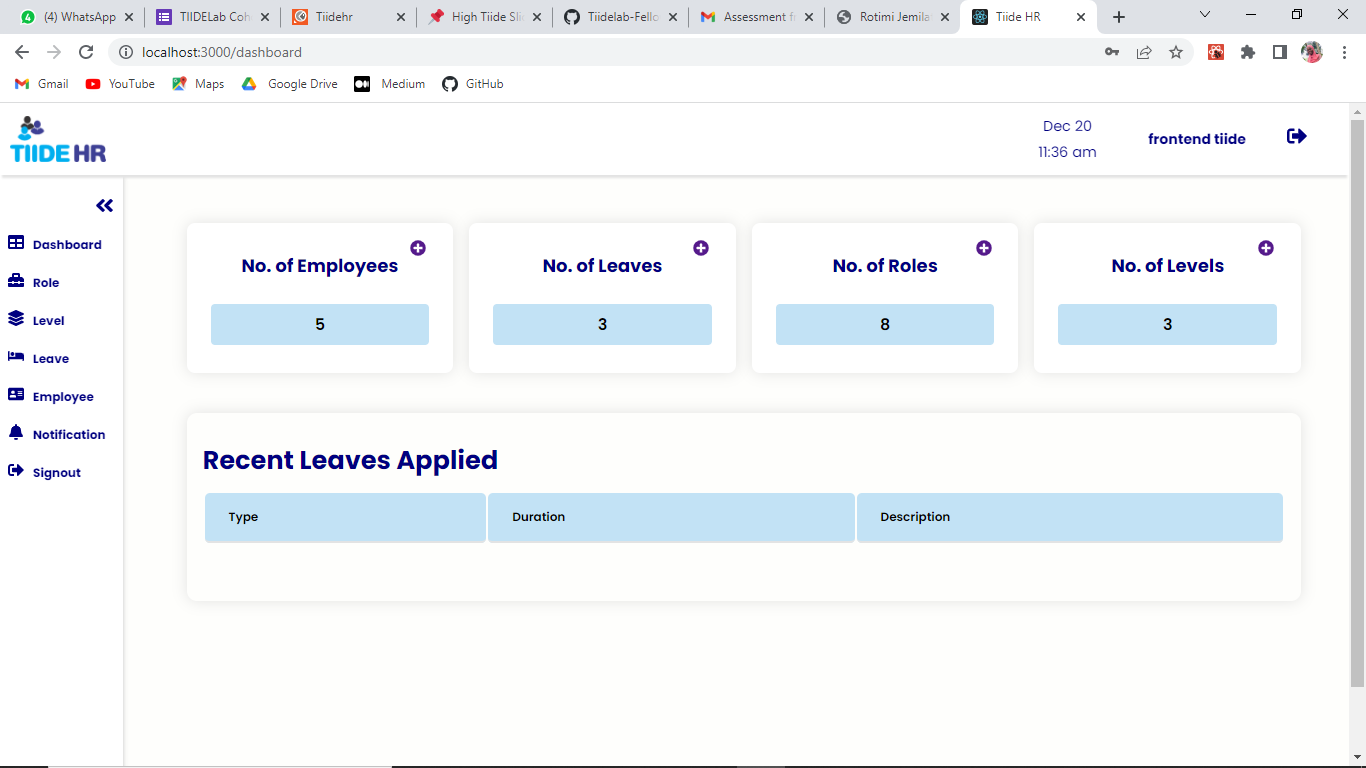 (4) WhatsApp
TIIDELab Coh
Tiidehr
High Tiide Sli
Tiidelab-Fello
Assessment f
Rotimi Jemila
Tiide HR
localhost:3000/dashboard
Gmail
YouTube
Maps
Google Drive
Medium
GitHub
TIIDE HR
Dec 20
11:36 am
frontend tiide
Dashboard
Role
Level
Leave
Employee
Notification
Signout
No. of Employees
5
No. of Leaves
3
No. of Roles
8
No. of Levels
3
Recent Leaves Applied
Type Duration Description